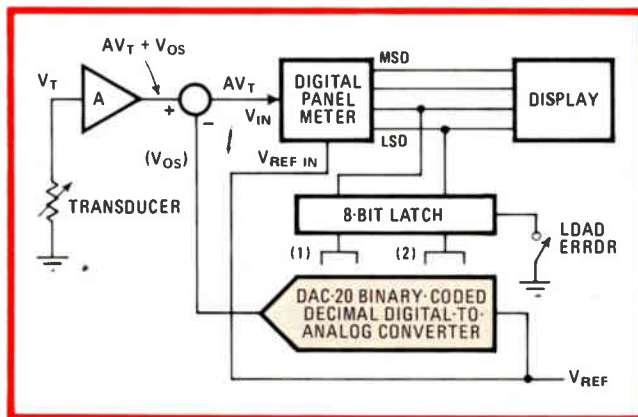 AVT + VOS
VT
A
+
−
AVT
VIN
(VOS)
TRANSDUCER
DIGITAL
PANEL
METER
VREF IN
MSD
LSD
DISPLAY
8-BIT LATCH
(1)
(2)
LDAD
ERRDR
DAC-20 BINARY-CODED
DECIMAL DIGITAL-TO-
ANALOG CONVERTER
VREF